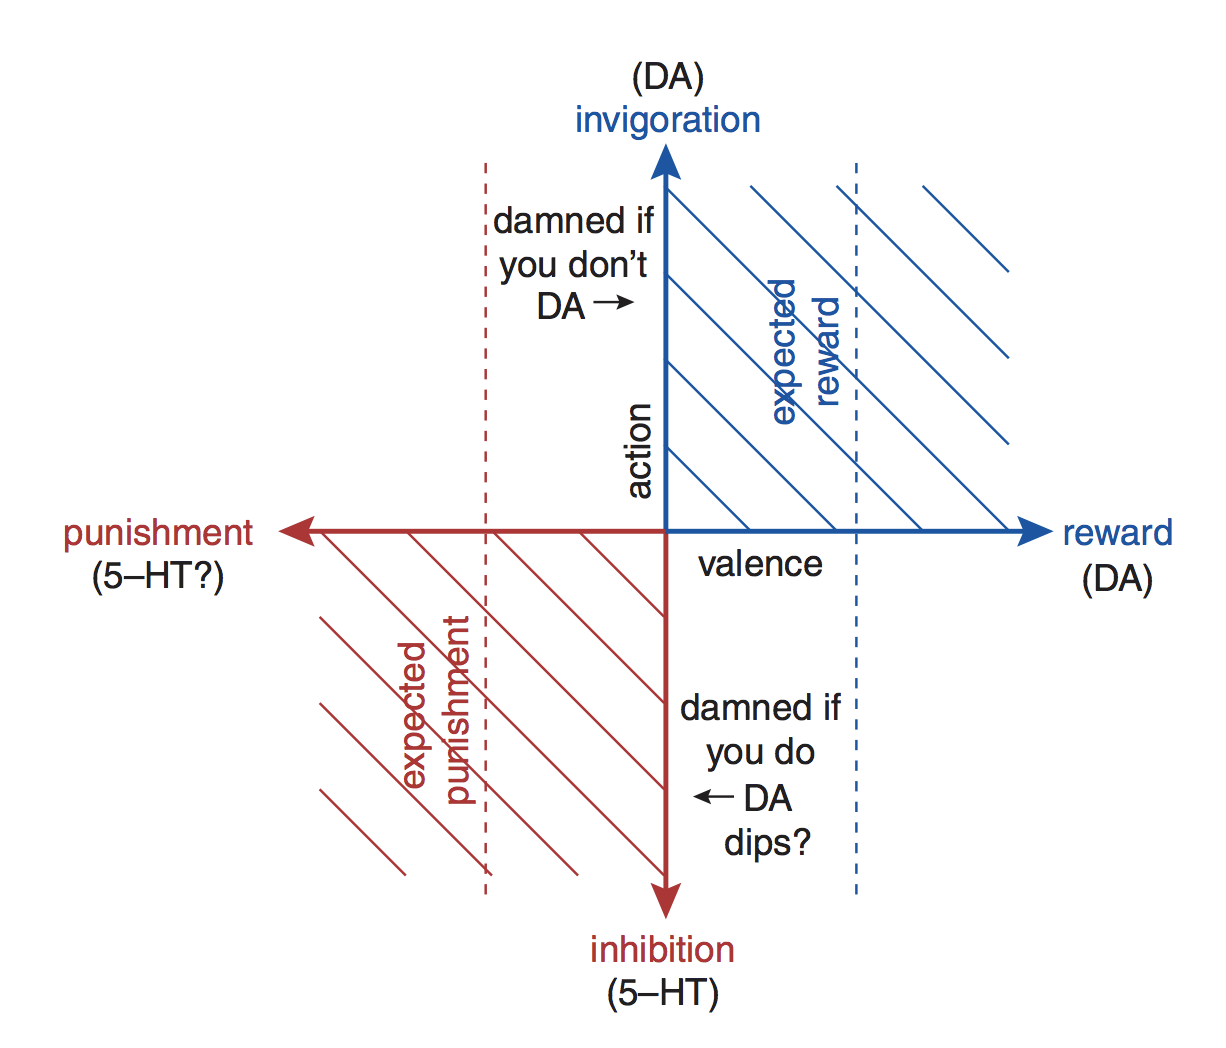 (DA)
invigoration
damned if
you don't
DA →
expected
reward
action
punishment
(5–HT?)
valence
reward
(DA)
expected
punishment
damned if
you do
← DA
dips?
inhibition
(5–HT)